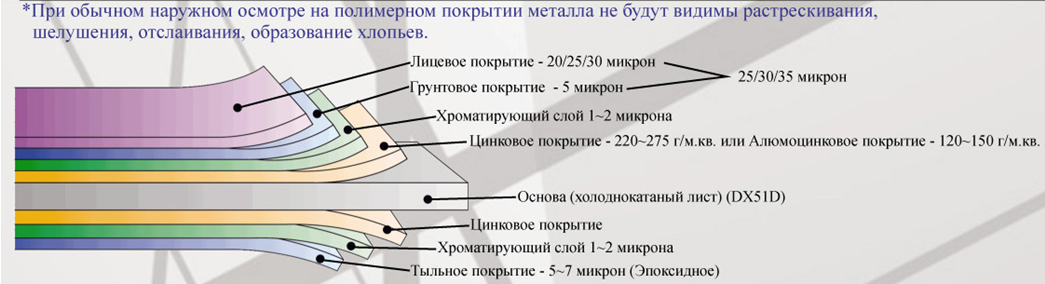 *При обычном наружном осмотре на полимерном покрытии металла не будут видимы растрескивания,
шелушения, отслаивания, образование хлопьев.
Лицевое покрытие - 20/25/30 микрон
25/30/35 микрон
Грунтовое покрытие - 5 микрон
Хроматирующий слой 1~2 микрона
Цинковое покрытие - 220~275 г/м.кв. или Алюмоцинковое покрытие - 120~150 г/м.кв.
Основа (холоднокатаный лист) (DX51D)
Цинковое покрытие
Хроматирующий слой 1~2 микрона
Тыльное покрытие - 5~7 микрон (Эпоксидное)